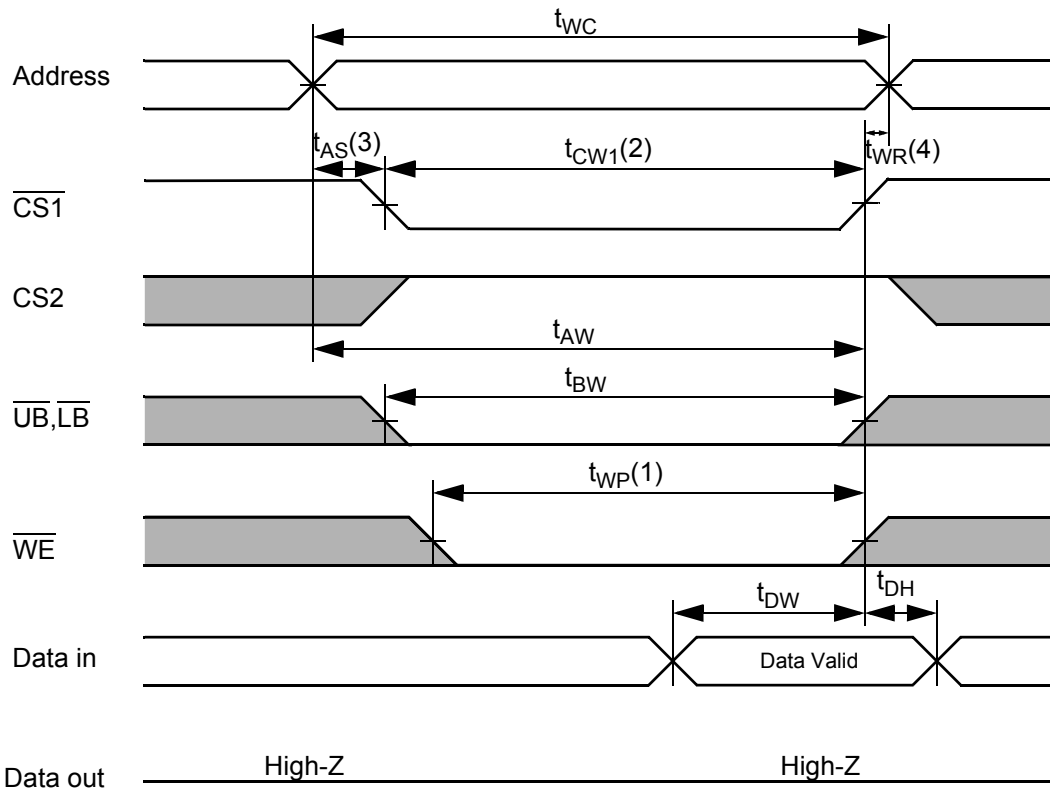 tWC
Address
tAS(3)
tCW1(2)
tWR(4)
CS1
CS2
tAW
tBW
UB,LB
tWP(1)
WE
tDW
tDH
Data in
Data Valid
Data out
High-Z
High-Z